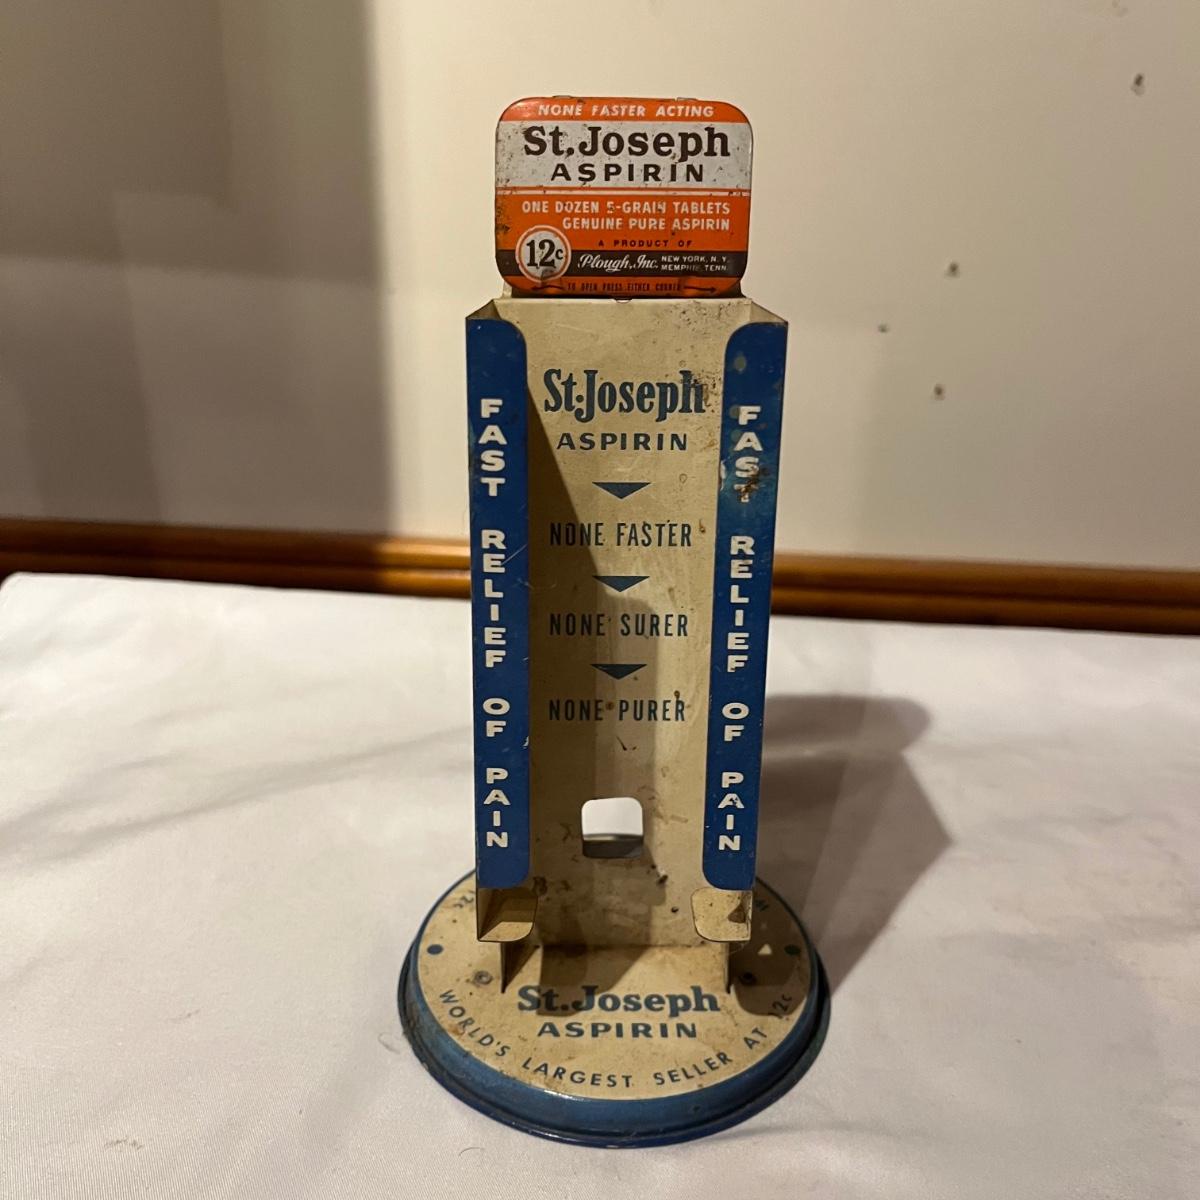 NONE FASTER ACTING
St. Joseph
ASPIRIN
ONE DOZEN 5-GRAIN TABLETS
GENUINE PURE ASPIRIN
12c
A PRODUCT OF
Plough, Inc. NEW YORK, N.Y.
MEMPHIS, TENN.
TO OPEN PRESS EITHER CORNER
FAST RELIEF OF PAIN
St. Joseph
ASPIRIN
NONE FASTER
NONE SURER
NONE PURER
FAST RELIEF OF PAIN
St. Joseph
ASPIRIN
WORLD'S LARGEST SELLER AT 12c